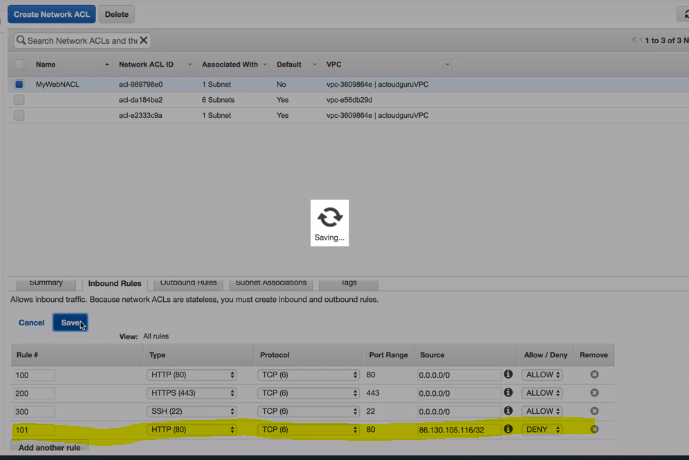 Create Network ACL Delete
Search Network ACLs and the X
1 to 3 of 3 N
Name Network ACL ID Associated With Default VPC
MyWebNACL acl-969798e0 1 Subnet No vpc-3609864e | acloudguruVPC
acl-da184ba2 6 Subnets Yes vpc-e56db29d
acl-e2333c9a 1 Subnet Yes vpc-3609864e | acloudguruVPC
Saving...
Summary Inbound Rules Outbound Rules Subnet Associations Tags
Allows inbound traffic. Because network ACLs are stateless, you must create inbound and outbound rules.
Cancel Save
View: All rules
Rule # Type Protocol Port Range Source Allow / Deny Remove
100 HTTP (80) TCP (6) 80 0.0.0.0/0 ALLOW
200 HTTPS (443) TCP (6) 443 0.0.0.0/0 ALLOW
300 SSH (22) TCP (6) 22 0.0.0.0/0 ALLOW
101 HTTP (80) TCP (6) 80 86.130.105.116/32 DENY
Add another rule